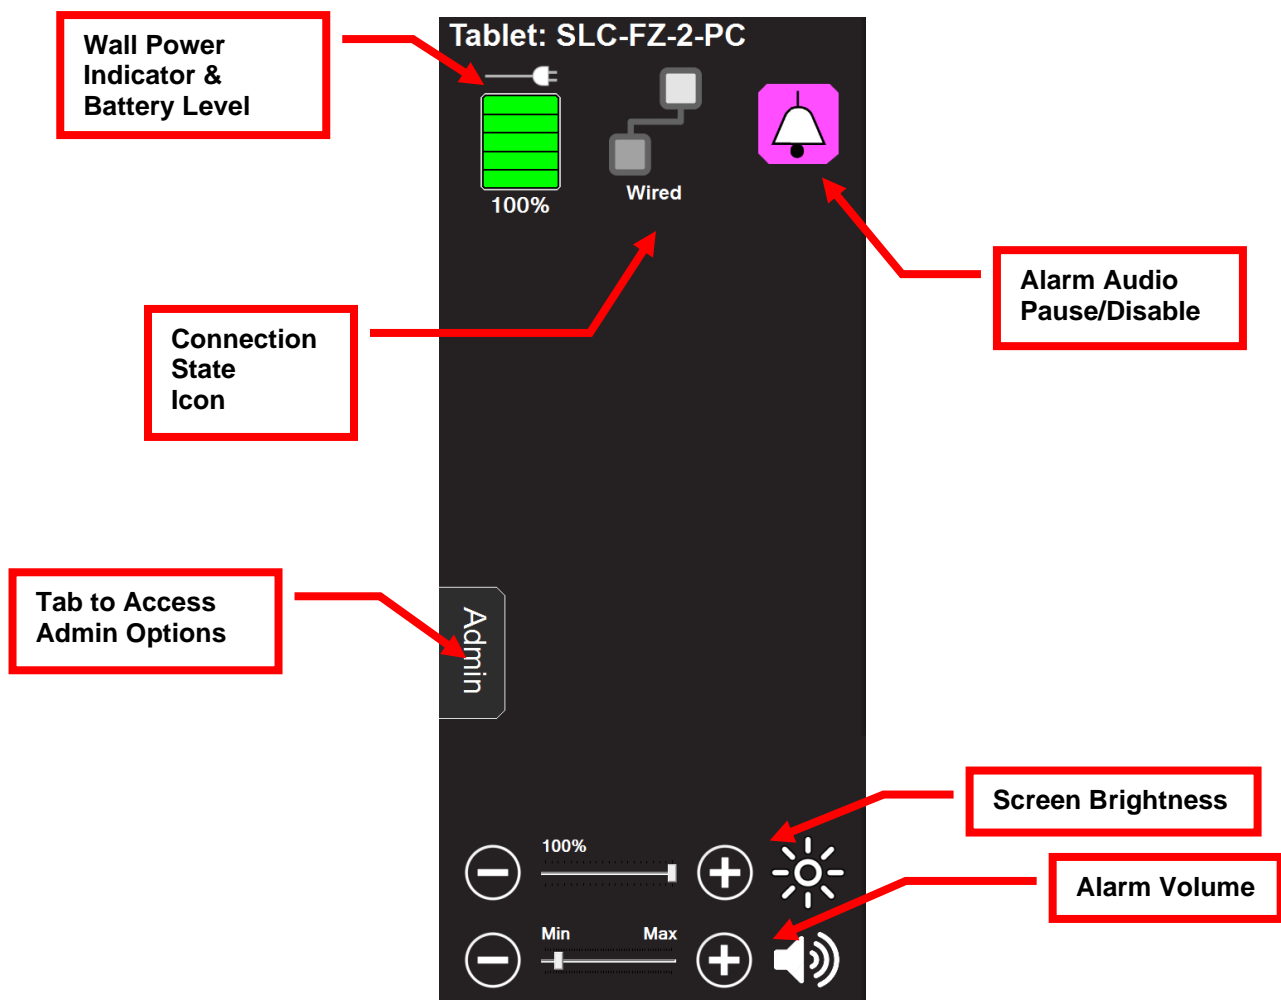 Tablet: SLC-FZ-2-PC
Wall Power
Indicator &
Battery Level
100%
Wired
Alarm Audio
Pause/Disable
Connection
State
Icon
Tab to Access
Admin Options
Admin
Screen Brightness
100%
Alarm Volume
Min Max